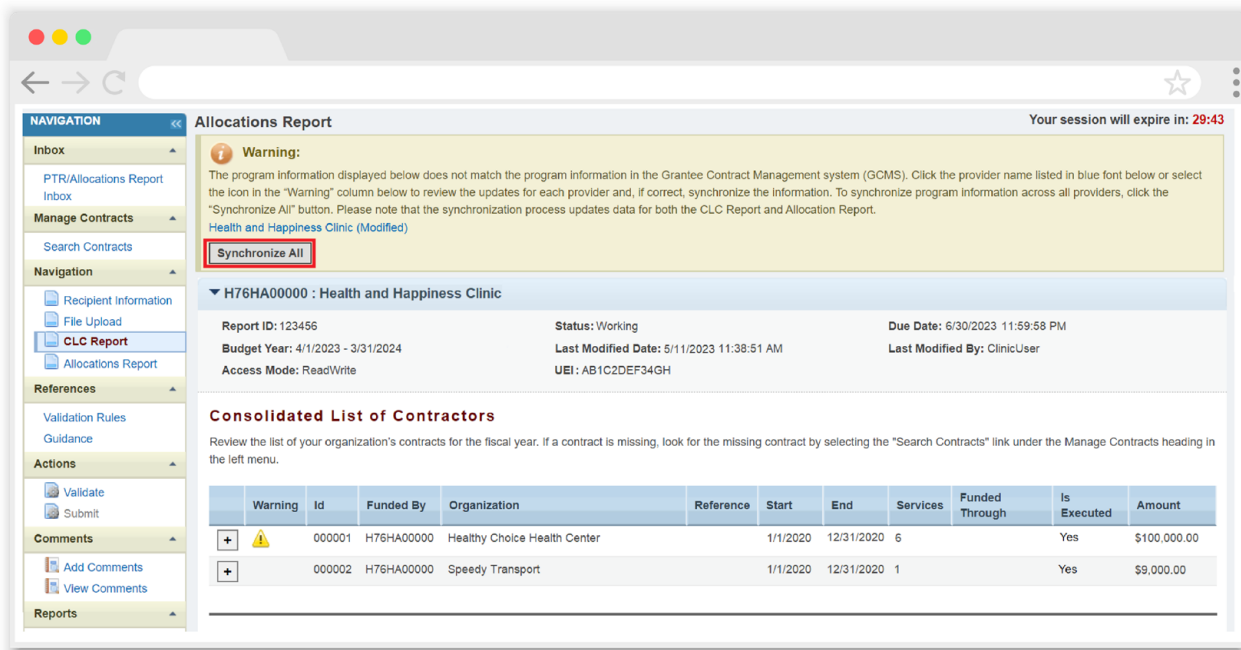 NAVIGATION «
Allocations Report
Your session will expire in: 29:43
Inbox
PTR/Allocations Report
Inbox
Manage Contracts
Search Contracts
Navigation
Recipient Information
File Upload
CLC Report
Allocations Report
References
Validation Rules
Guidance
Actions
Validate
Submit
Comments
Add Comments
View Comments
Reports
Warning:
The program information displayed below does not match the program information in the Grantee Contract Management system (GCMS). Click the provider name listed in blue font below or select
the icon in the “Warning” column below to review the updates for each provider and, if correct, synchronize the information. To synchronize program information across all providers, click the
“Synchronize All” button. Please note that the synchronization process updates data for both the CLC Report and Allocation Report.
Health and Happiness Clinic (Modified)
Synchronize All
H76HA00000 : Health and Happiness Clinic
Report ID: 123456 Status: Working Due Date: 6/30/2023 11:59:58 PM
Budget Year: 4/1/2023 - 3/31/2024 Last Modified Date: 5/11/2023 11:38:51 AM Last Modified By: ClinicUser
Access Mode: ReadWrite UEI : AB1C2DEF34GH
Consolidated List of Contractors
Review the list of your organization's contracts for the fiscal year. If a contract is missing, look for the missing contract by selecting the "Search Contracts" link under the Manage Contracts heading in
the left menu.
Warning Id Funded By Organization Reference Start End Services Funded Through Is Executed Amount
+ 000001 H76HA00000 Healthy Choice Health Center 1/1/2020 12/31/2020 6 Yes $100,000.00
+ 000002 H76HA00000 Speedy Transport 1/1/2020 12/31/2020 1 Yes $9,000.00